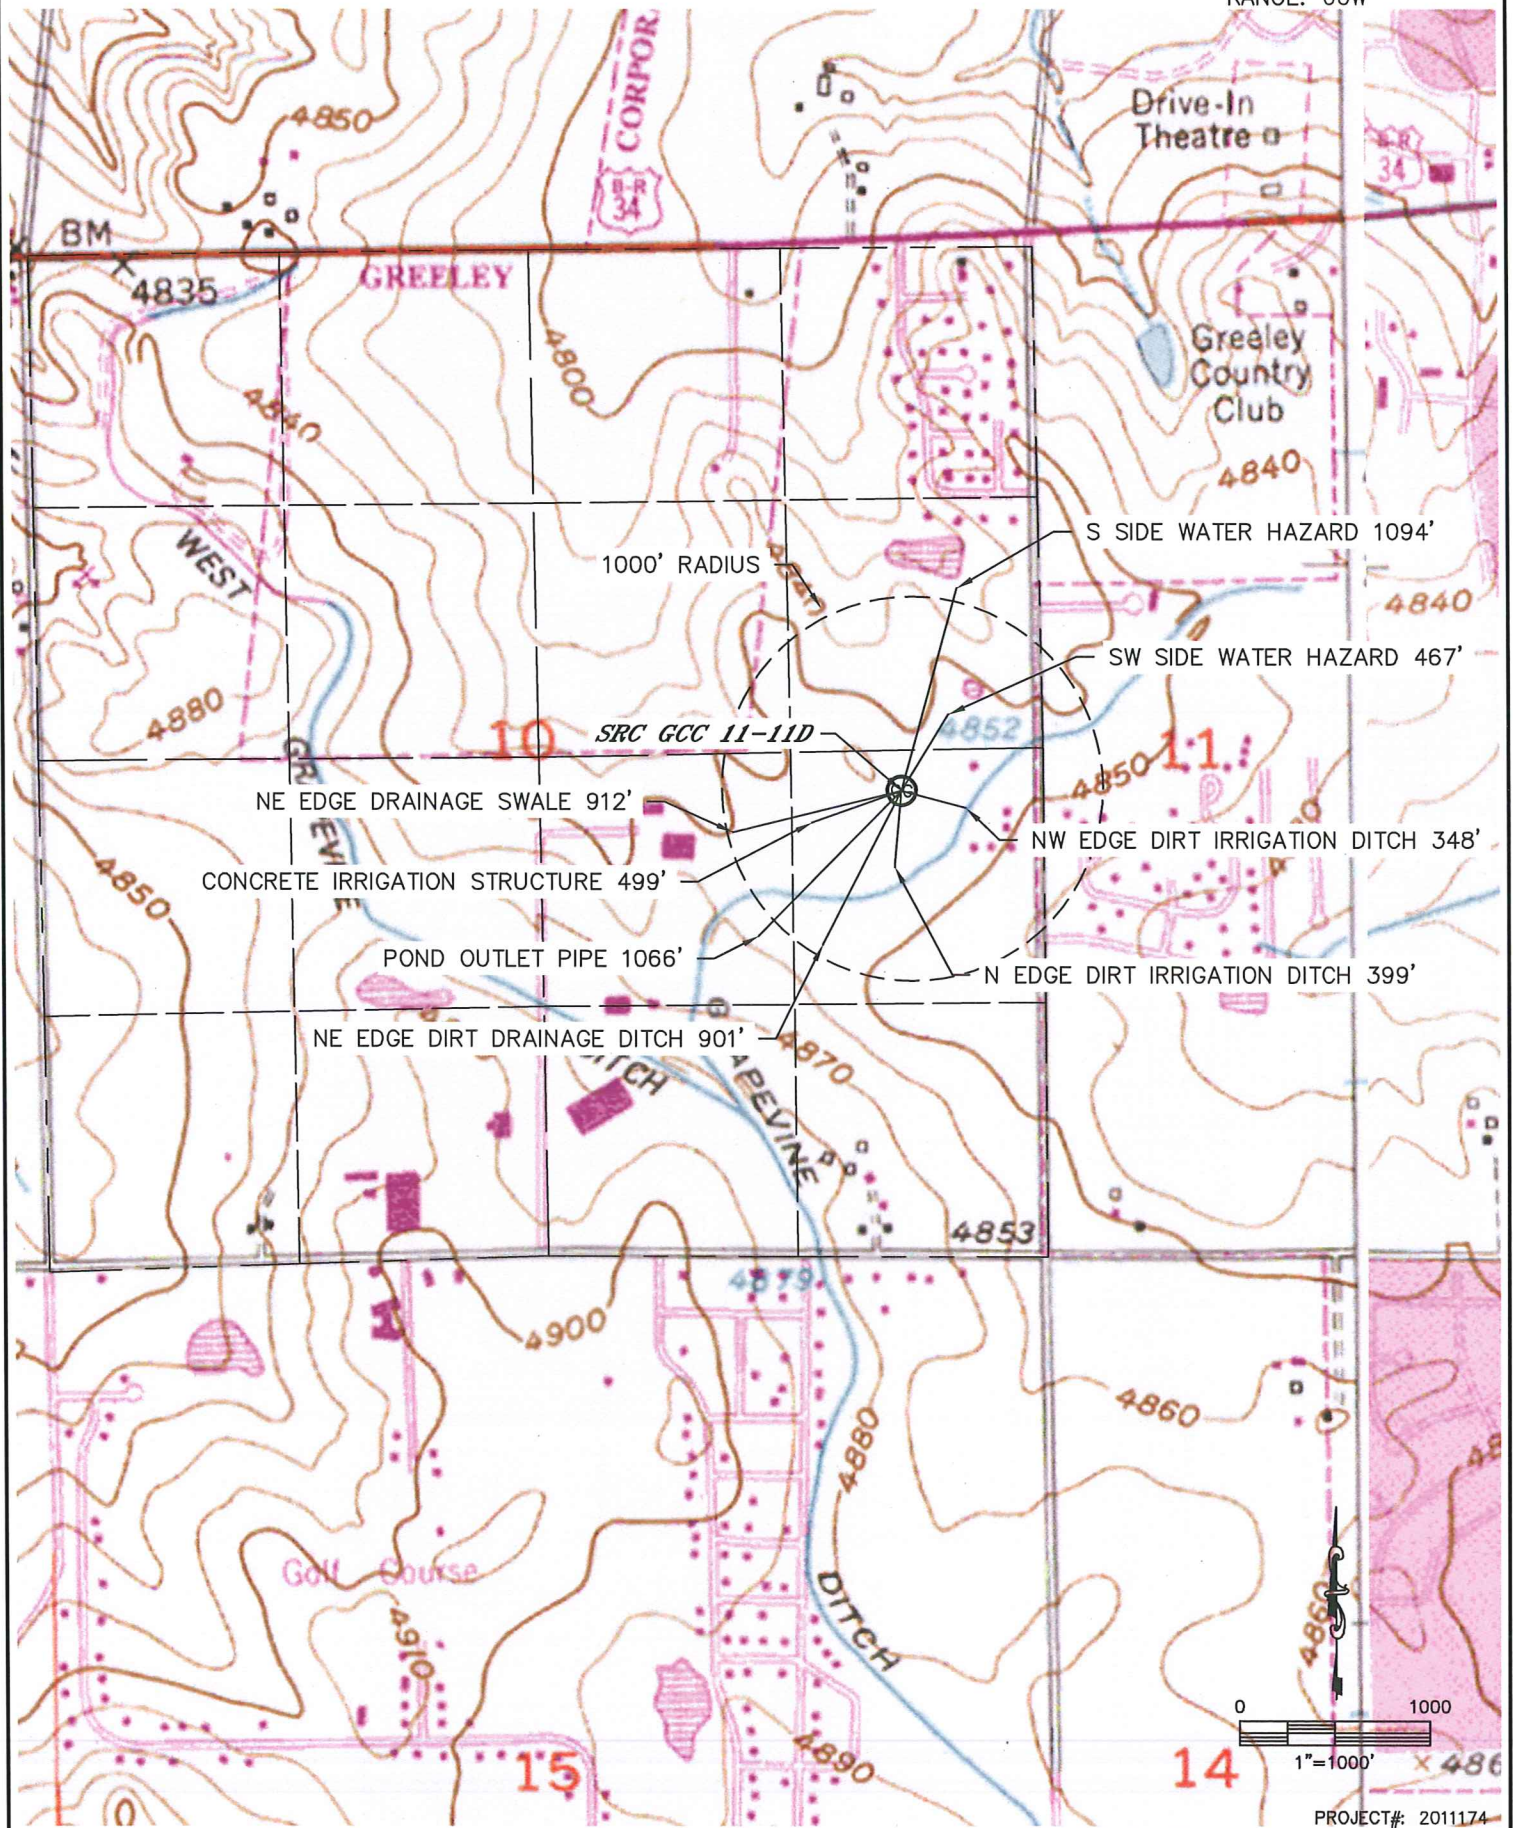 CORPOR
4850
Drive-In
Theatre
B-R
34
B-R
34
BM
4835
GREELEY
4800
Greeley
Country
Club
4840
4840
S SIDE WATER HAZARD 1094'
WEST
1000' RADIUS
4840
SW SIDE WATER HAZARD 467'
4880
10
SRC GCC 11-11D
4852
11
4850
NE EDGE DRAINAGE SWALE 912'
NW EDGE DIRT IRRIGATION DITCH 348'
4850
CONCRETE IRRIGATION STRUCTURE 499'
POND OUTLET PIPE 1066'
N EDGE DIRT IRRIGATION DITCH 399'
NE EDGE DIRT DRAINAGE DITCH 901'
4870
DITCH
APEVINE
4853
4879
4900
4860
4880
Golf Course
4910
DITCH
4860
0 1000
1"=1000'
15
4890
14
486
PROJECT#: 2011174